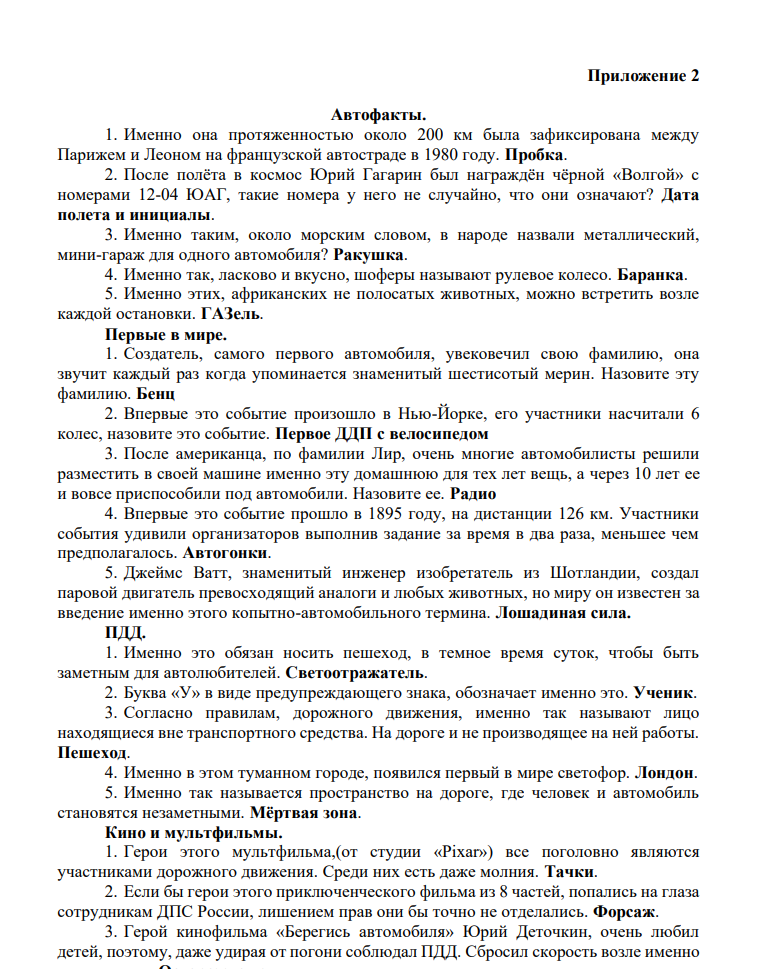 Приложение 2
Автофакты.
1. Именно она протяженностью около 200 км была зафиксирована между
Парижем и Леоном на французской автостраде в 1980 году. Пробка.
2. После полёта в космос Юрий Гагарин был награждён чёрной «Волгой» с
номерами 12-04 ЮАГ, такие номера у него не случайно, что они означают? Дата
полета и инициалы.
3. Именно таким, около морским словом, в народе назвали металлический,
мини-гараж для одного автомобиля? Ракушка.
4. Именно так, ласково и вкусно, шоферы называют рулевое колесо. Баранка.
5. Именно этих, африканских не полосатых животных, можно встретить возле
каждой остановки. ГАЗель.
Первые в мире.
1. Создатель, самого первого автомобиля, увековечил свою фамилию, она
звучит каждый раз когда упоминается знаменитый шестисотый мерин. Назовите эту
фамилию. Бенц
2. Впервые это событие произошло в Нью-Йорке, его участники насчитали 6
колес, назовите это событие. Первое ДДП с велосипедом
3. После американца, по фамилии Лир, очень многие автомобилисты решили
разместить в своей машине именно эту домашнюю для тех лет вещь, а через 10 лет ее
и вовсе приспособили под автомобили. Назовите ее. Радио
4. Впервые это событие прошло в 1895 году, на дистанции 126 км. Участники
события удивили организаторов выполнив задание за время в два раза, меньшее чем
предполагалось. Автогонки.
5. Джеймс Ватт, знаменитый инженер изобретатель из Шотландии, создал
паровой двигатель превосходящий аналоги и любых животных, но миру он известен за
введение именно этого копытно-автомобильного термина. Лошадиная сила.
ПДД.
1. Именно это обязан носить пешеход, в темное время суток, чтобы быть
заметным для автолюбителей. Светоотражатель.
2. Буква «У» в виде предупреждающего знака, обозначает именно это. Ученик.
3. Согласно правилам, дорожного движения, именно так называют лицо
находящиеся вне транспортного средства. На дороге и не производящее на ней работы.
Пешеход.
4. Именно в этом туманном городе, появился первый в мире светофор. Лондон.
5. Именно так называется пространство на дороге, где человек и автомобиль
становятся незаметными. Мёртвая зона.
Кино и мультфильмы.
1. Герои этого мультфильма,(от студии «Pixar») все поголовно являются
участниками дорожного движения. Среди них есть даже молния. Тачки.
2. Если бы герои этого приключенческого фильма из 8 частей, попались на глаза
сотрудникам ДПС России, лишением прав они бы точно не отделались. Форсаж.
3. Герой кинофильма «Берегись автомобиля» Юрий Деточкин, очень любил
детей, поэтому, даже удирая от погони соблюдал ПДД. Сбросил скорость возле именно